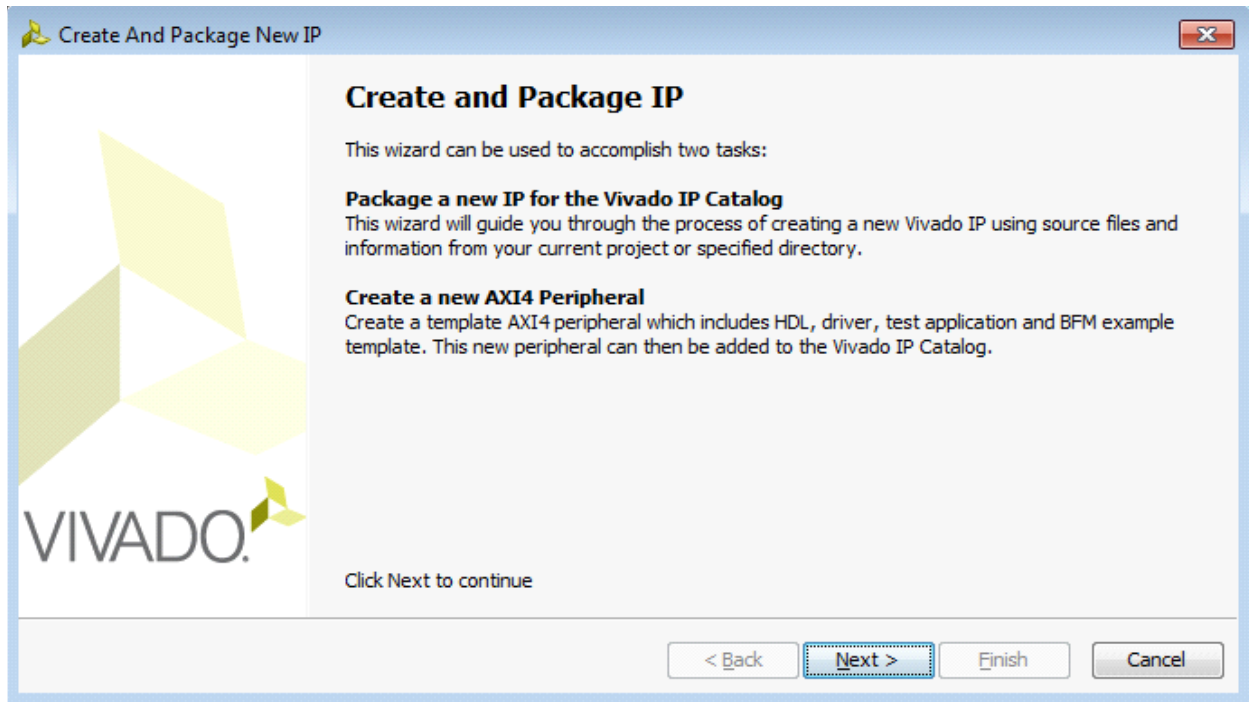 Create And Package New IP
Create and Package IP
This wizard can be used to accomplish two tasks:
Package a new IP for the Vivado IP Catalog
This wizard will guide you through the process of creating a new Vivado IP using source files and
information from your current project or specified directory.
Create a new AXI4 Peripheral
Create a template AXI4 peripheral which includes HDL, driver, test application and BFM example
template. This new peripheral can then be added to the Vivado IP Catalog.
VIVADO.
Click Next to continue
< Back Next > Finish Cancel